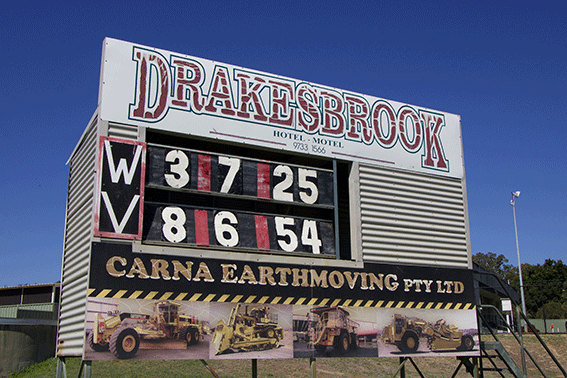 DRAKESBROOK
HOTEL - MOTEL
9733 1566
W 3 7 25
V 8 6 54
CARNA EARTHMOVING PTY LTD